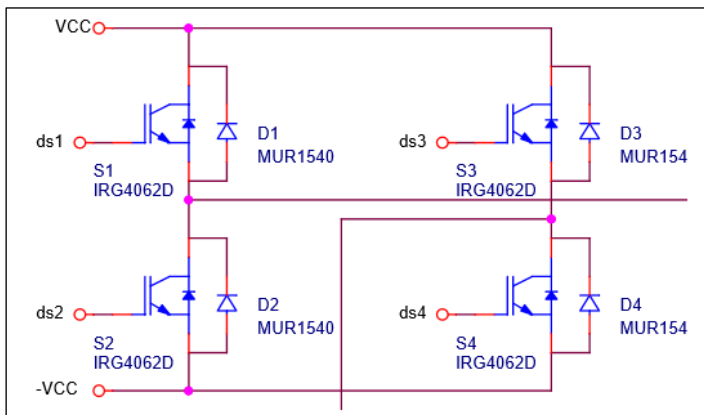 VCC
ds1
D1
MUR1540
S1
IRG4062D
ds3
D3
MUR154
S3
IRG4062D
ds2
D2
MUR1540
S2
IRG4062D
ds4
D4
MUR154
S4
IRG4062D
-VCC